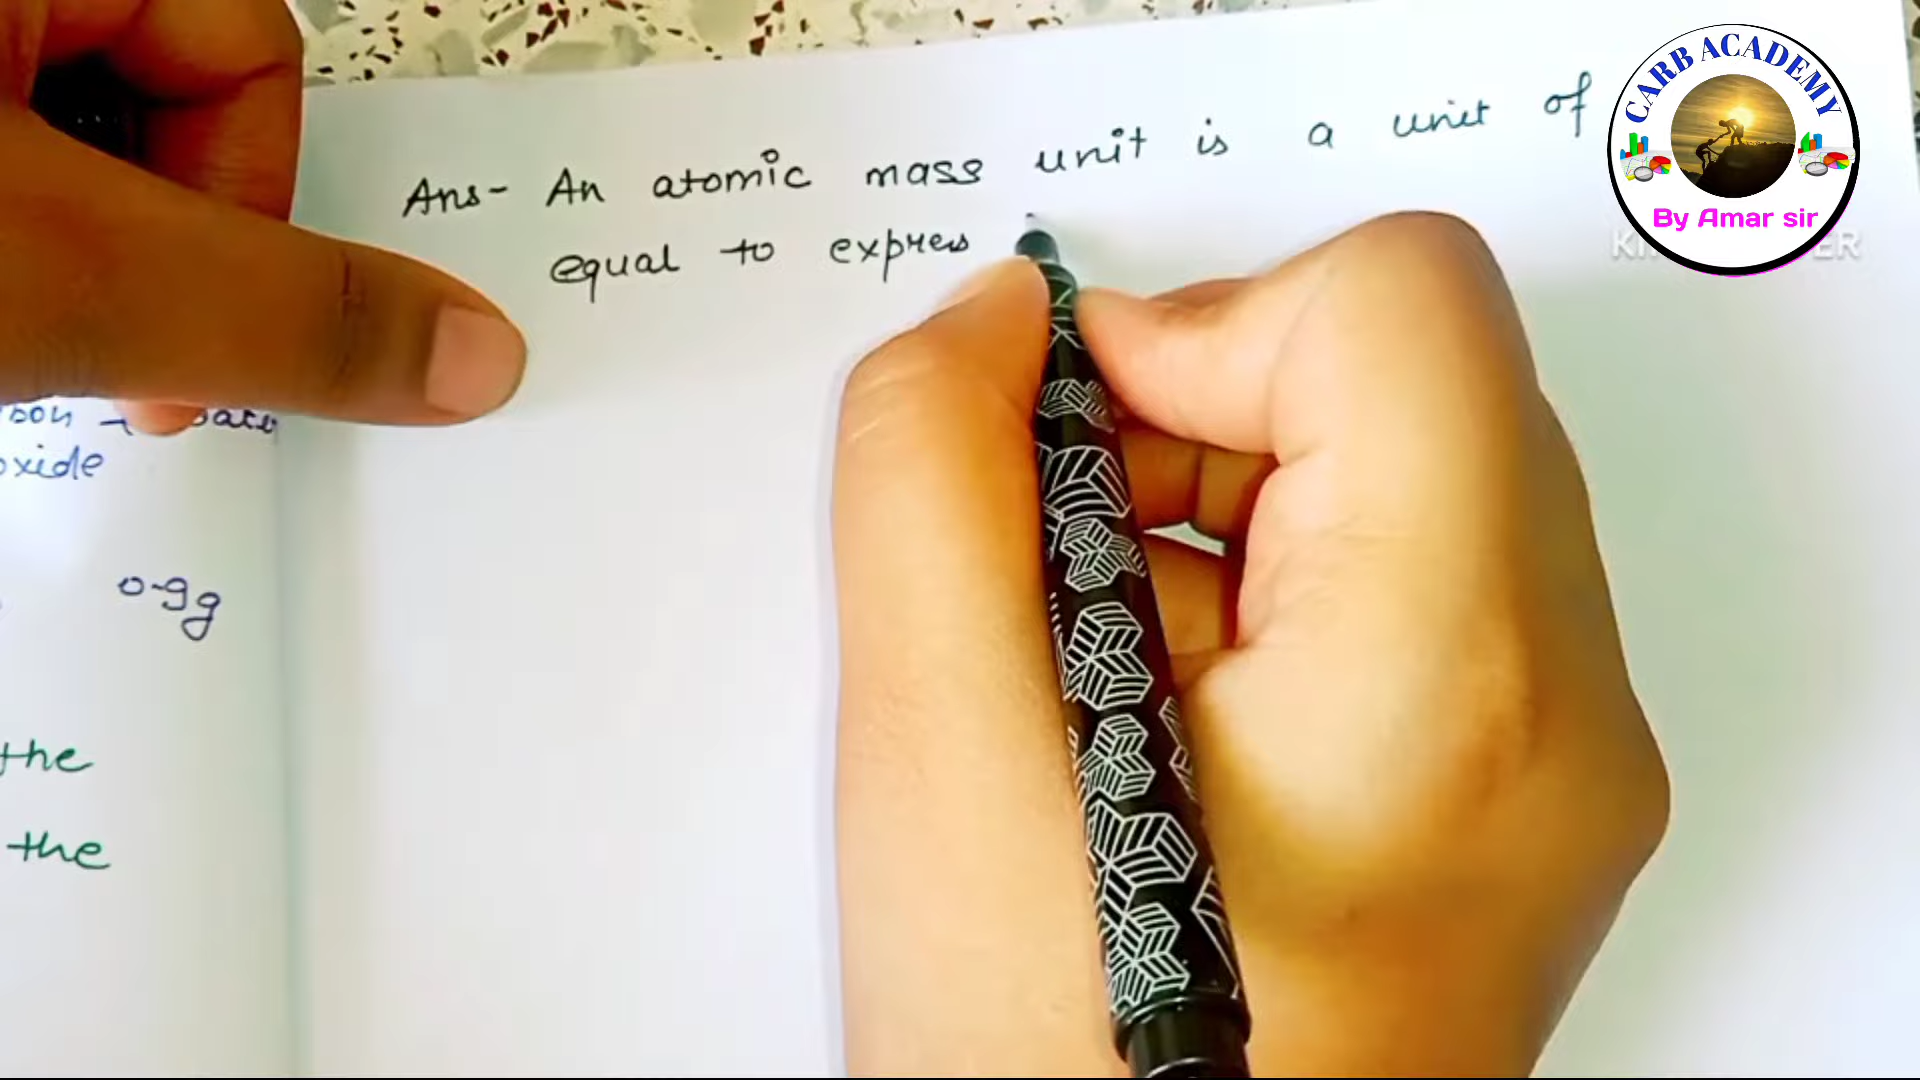 CARB ACADEMY
By Amar sir
Ans- An atomic mass unit is a unit of
equal to expres
oxide
0.9g
the
the